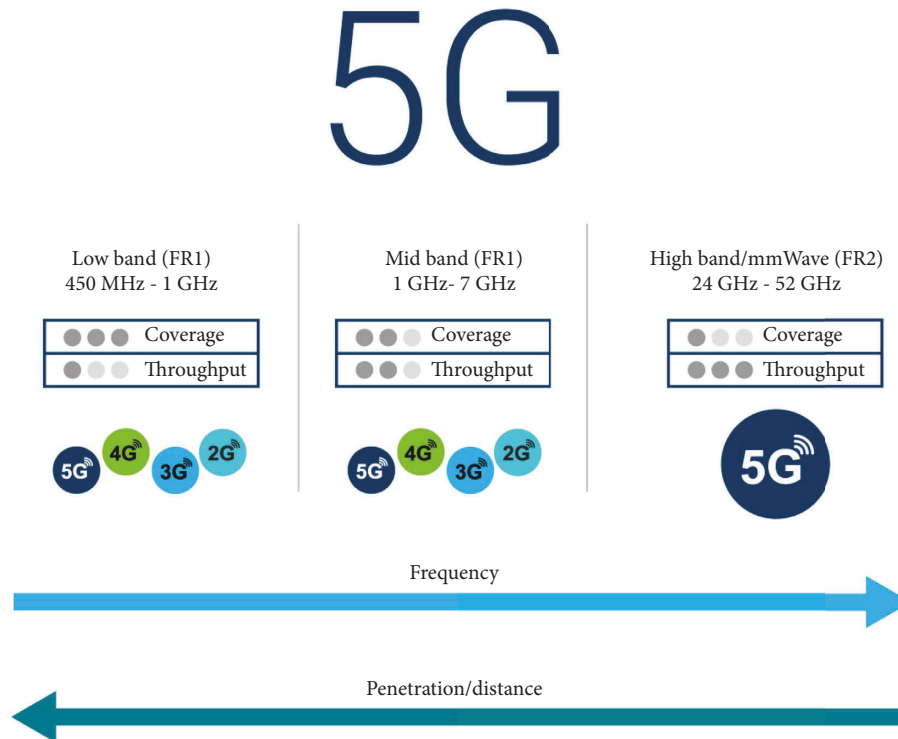 5G
Low band (FR1)
450 MHz - 1 GHz
Coverage
Throughput
5G
4G
3G
2G
Mid band (FR1)
1 GHz- 7 GHz
Coverage
Throughput
5G
4G
3G
2G
High band/mmWave (FR2)
24 GHz - 52 GHz
Coverage
Throughput
5G
Frequency
Penetration/distance